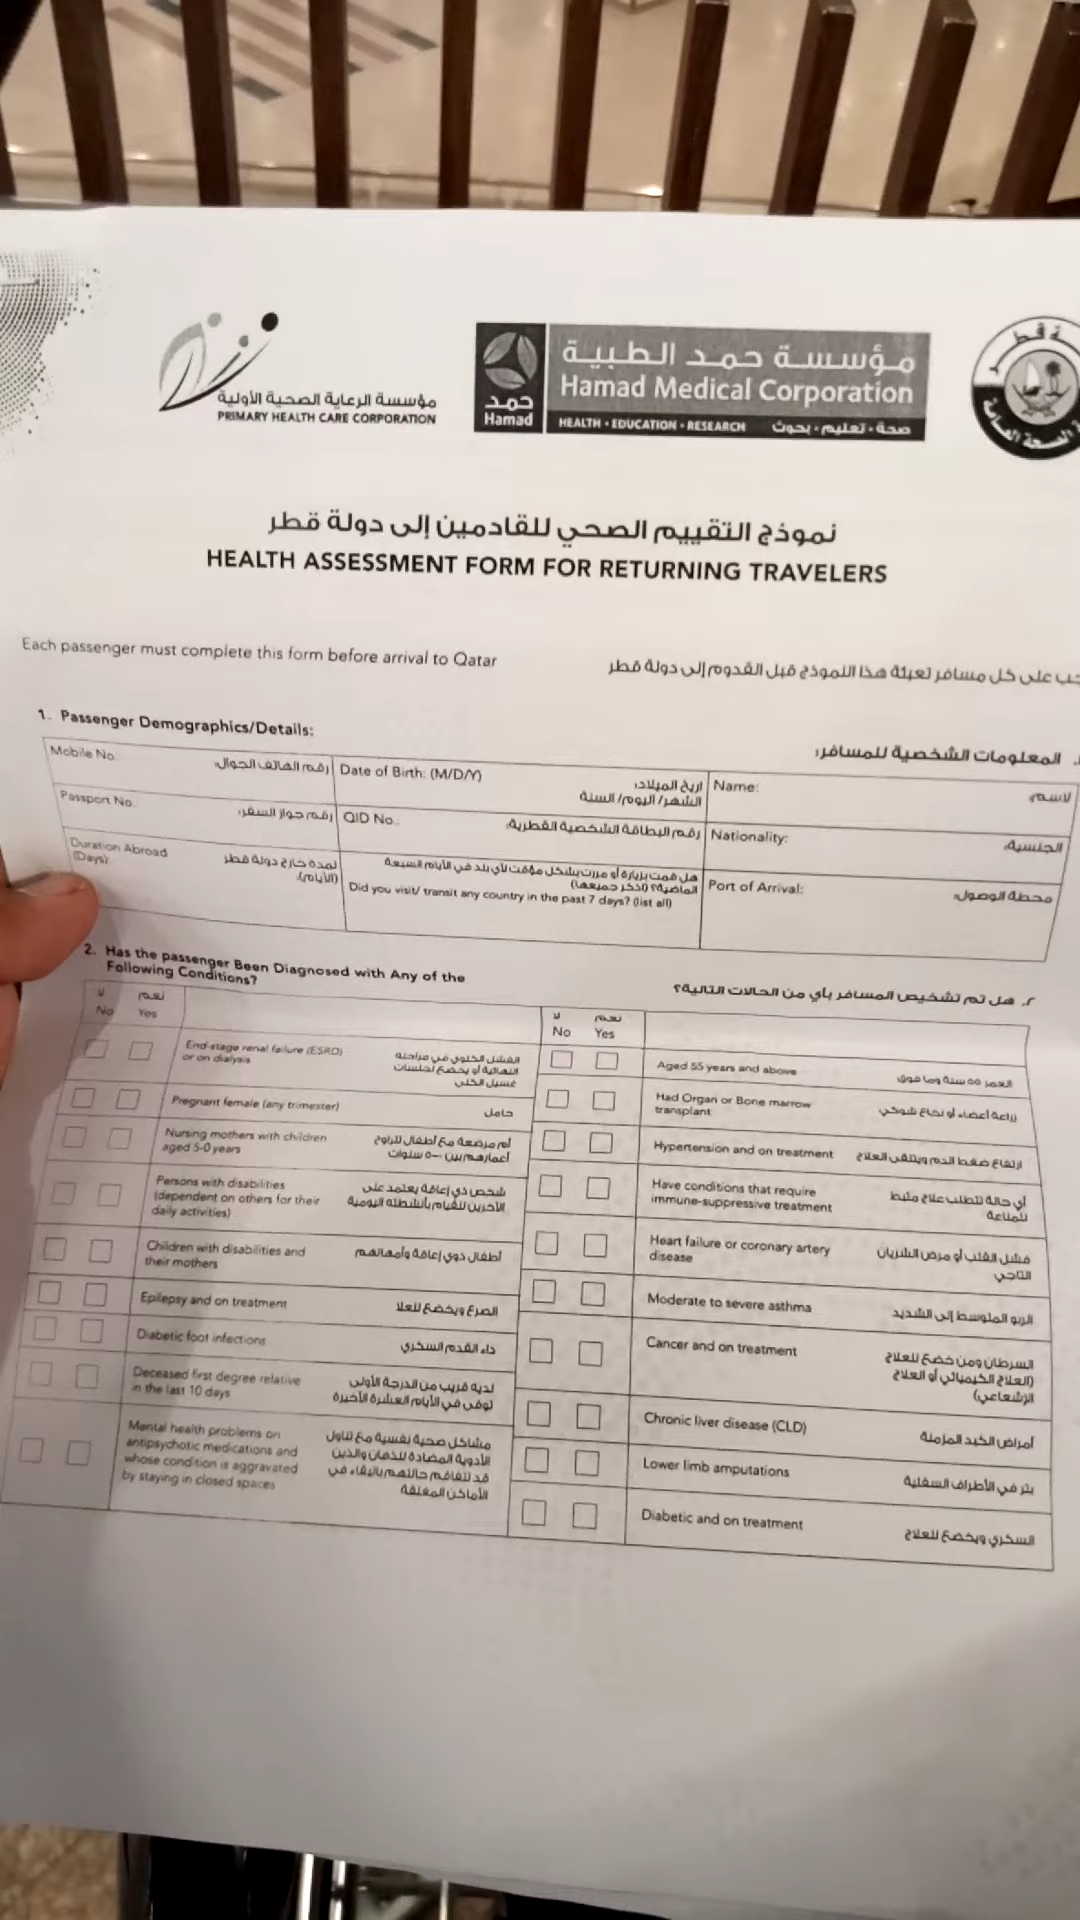 مؤسسة الرعاية الصحية الأولية
PRIMARY HEALTH CARE CORPORATION
مؤسسة حمد الطبية
Hamad Medical Corporation
حمد
Hamad
HEALTH • EDUCATION • RESEARCH صحة • تعليم • بحوث
نموذج التقييم الصحي للقادمين إلى دولة قطر
HEALTH ASSESSMENT FORM FOR RETURNING TRAVELERS
Each passenger must complete this form before arrival to Qatar
على كل مسافر تعبئة هذا النموذج قبل القدوم إلى دولة قطر
1. Passenger Demographics/Details:
المعلومات الشخصية للمسافر:
Mobile No. رقم الهاتف الجوال:
Date of Birth: (M/D/Y)
الشهر/ اليوم/ السنة
Name:
Passport No. رقم جواز السفر:
QID No.: رقم البطاقة الشخصية القطرية:
Nationality: الجنسية:
Duration Abroad
(Days):
لمدة خارج دولة قطر
(الأيام):
هل قمت بزيارة أو مررت بشكل مؤقت لأي بلد في الأيام السبعة
الماضية؟ (اذكر جميعها)
Did you visit/ transit any country in the past 7 days? (list all)
Port of Arrival: محطة الوصول:
2. Has the passenger Been Diagnosed with Any of the
Following Conditions?
٢. هل تم تشخيص المسافر بأي من الحالات التالية؟
لا نعم
No Yes
لا نعم
No Yes
End-stage renal failure (ESRD)
or on dialysis
الفشل الكلوي في مراحله
النهائية أو يخضع لجلسات
غسيل الكلى
Aged 55 years and above العمر ٥٥ سنة وما فوق
Pregnant female (any trimester) حامل
Had Organ or Bone marrow
transplant
زراعة أعضاء أو نخاع شوكي
Nursing mothers with children
aged 5-0 years
أم مرضعة مع أطفال تتراوح
أعمارهم بين ٠-٥ سنوات
Hypertension and on treatment ارتفاع ضغط الدم ويتلقى العلاج
Persons with disabilities
(dependent on others for their
daily activities)
شخص ذي إعاقة يعتمد على
الآخرين للقيام بأنشطته اليومية
Have conditions that require
immune-suppressive treatment
أي حالة تتطلب علاج مثبط
للمناعة
Children with disabilities and
their mothers
أطفال ذوي إعاقة وأمهاتهم
Heart failure or coronary artery
disease
فشل القلب أو مرض الشريان
التاجي
Epilepsy and on treatment الصرع ويخضع للعلا
Moderate to severe asthma الربو المتوسط إلى الشديد
Diabetic foot infections داء القدم السكري
Cancer and on treatment
السرطان ومن خضع للعلاج
(العلاج الكيميائي أو العلاج
الإشعاعي)
Deceased first degree relative
in the last 10 days
لديه قريب من الدرجة الأولى
توفى في الأيام العشرة الأخيرة
Chronic liver disease (CLD) أمراض الكبد المزمنة
Mental health problems on
antipsychotic medications and
whose condition is aggravated
by staying in closed spaces
مشاكل صحية نفسية مع تناول
الأدوية المضادة للذهان والذين
قد تتفاقم حالتهم بالبقاء في
الأماكن المغلقة
Lower limb amputations بتر في الأطراف السفلية
Diabetic and on treatment السكري ويخضع للعلاج